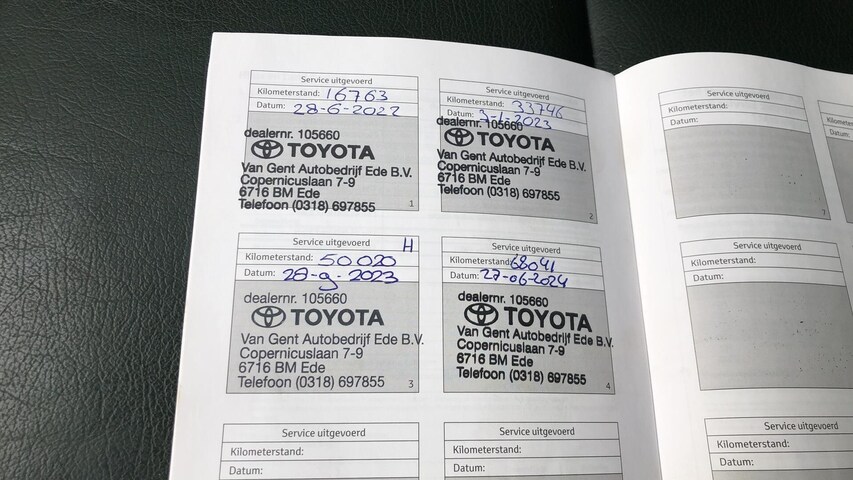 Service uitgevoerd
Kilometerstand: 16763
Datum: 28-6-2022
dealernr. 105660
TOYOTA
Van Gent Autobedrijf Ede B.V.
Copernicuslaan 7-9
6716 BM Ede
Telefoon (0318) 697855
1
Service uitgevoerd
Kilometerstand: 33746
Datum: 3-1-2023
dealernr. 105660
TOYOTA
Van Gent Autobedrijf Ede B.V.
Copernicuslaan 7-9
6716 BM Ede
Telefoon (0318) 697855
2
Service uitgevoerd H
Kilometerstand: 50020
Datum: 28-9-2023
dealernr. 105660
TOYOTA
Van Gent Autobedrijf Ede B.V.
Copernicuslaan 7-9
6716 BM Ede
Telefoon (0318) 697855
3
Service uitgevoerd
Kilometerstand: 68041
Datum: 27-06-2024
dealernr. 105660
TOYOTA
Van Gent Autobedrijf Ede B.V.
Copernicuslaan 7-9
6716 BM Ede
Telefoon (0318) 697855
4
Service uitgevoerd
Kilometerstand:
Datum:
Service uitgevoerd
Kilometerstand:
Datum:
Service uitgevoerd
Kilometerstand:
Datum:
7
Datum:
Service uitgevoerd
Kilometerstand:
Datum:
Service uitgevoerd
Kilometerstand:
Datum: